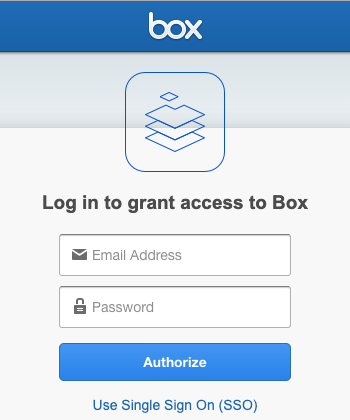 box
Log in to grant access to Box
Email Address
Password
Authorize
Use Single Sign On (SSO)